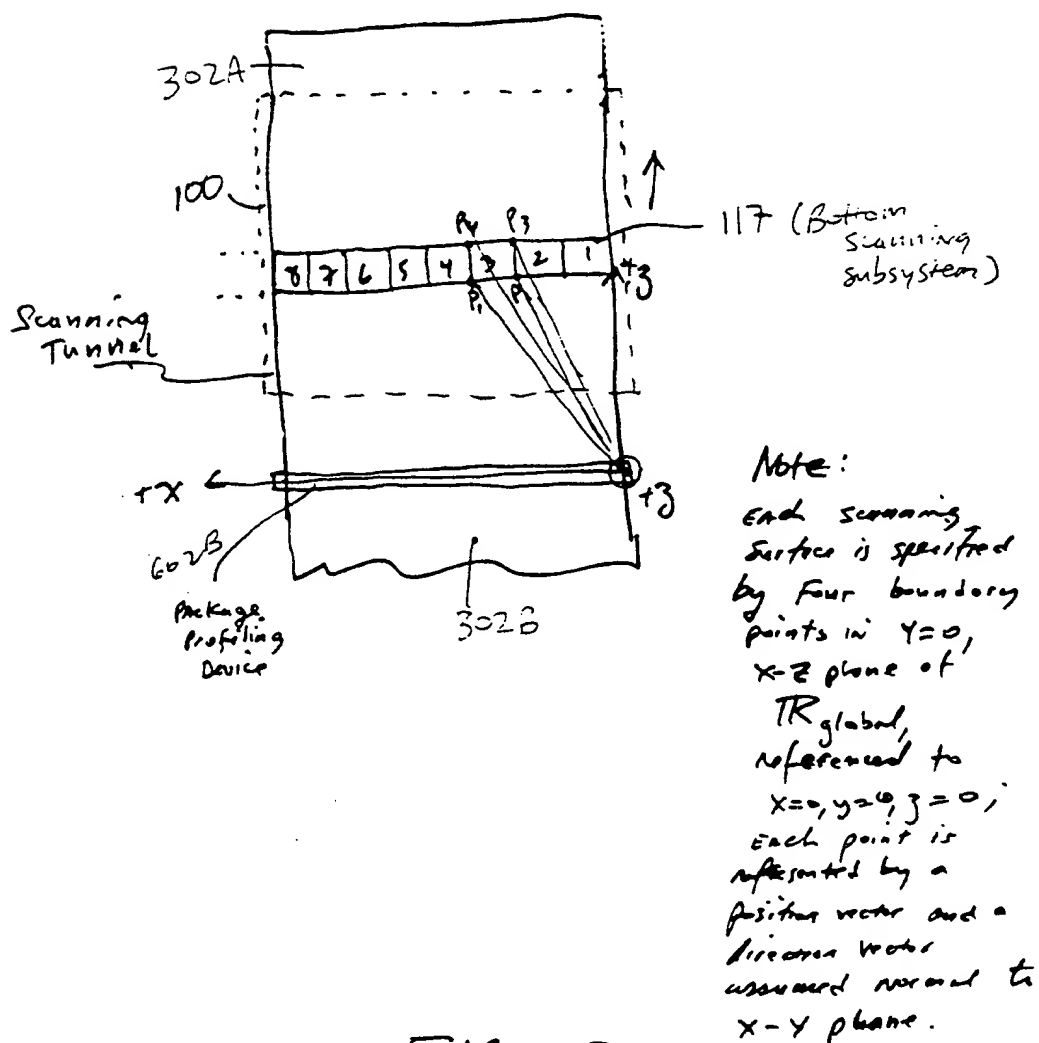 302A
100
117 (Bottom
scanning
subsystem)
P4 P3
8 7 6 5 4 3 2 1
+z
P1
Scanning
Tunnel
+X
+z
602B
Package
Profiling
Device
302B
Note:
Each scanning
surface is specified
by Four boundary
points in Y=0,
X-Z plane of
IR global,
referenced to
X=0, y=0, z=0;
Each point is
represented by a
position vector and a
direction vector
assumed normal to
X-Y plane.